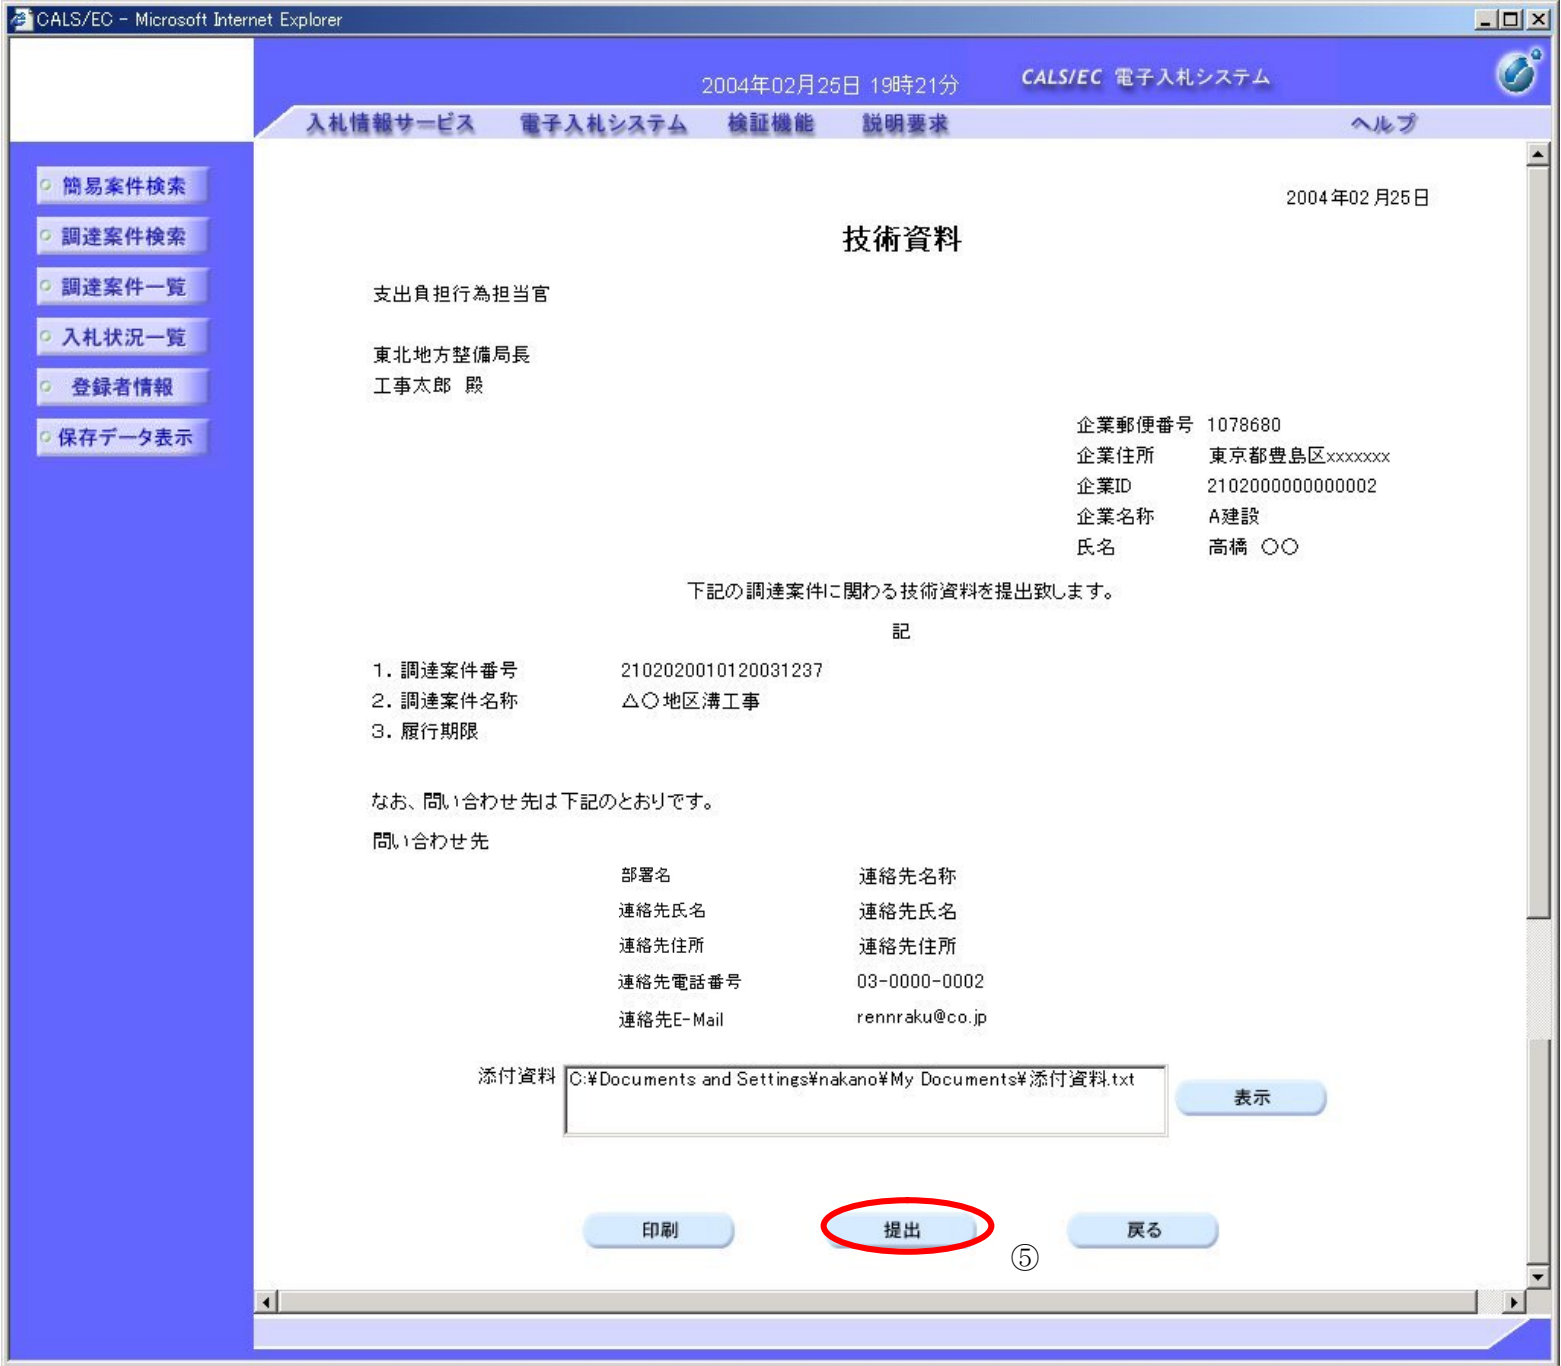 CALS/EC - Microsoft Internet Explorer
2004年02月25日 19時21分
CALS/EC 電子入札システム
入札情報サービス 電子入札システム 検証機能 説明要求 ヘルプ
簡易案件検索
調達案件検索
調達案件一覧
入札状況一覧
登録者情報
保存データ表示
2004年02月25日
技術資料
支出負担行為担当官
東北地方整備局長
工事太郎 殿
企業郵便番号 1078680
企業住所 東京都豊島区xxxxxxx
企業ID 2102000000000002
企業名称 A建設
氏名 高橋 〇〇
下記の調達案件に関わる技術資料を提出致します。
記
1.調達案件番号 2102020010120031237
2.調達案件名称 △〇地区溝工事
3.履行期限
なお、問い合わせ先は下記のとおりです。
問い合わせ先
部署名 連絡先名称
連絡先氏名 連絡先氏名
連絡先住所 連絡先住所
連絡先電話番号 03-0000-0002
連絡先E-Mail rennraku@co.jp
添付資料 C:¥Documents and Settings¥nakano¥My Documents¥添付資料.txt
表示
印刷 提出 戻る
⑤